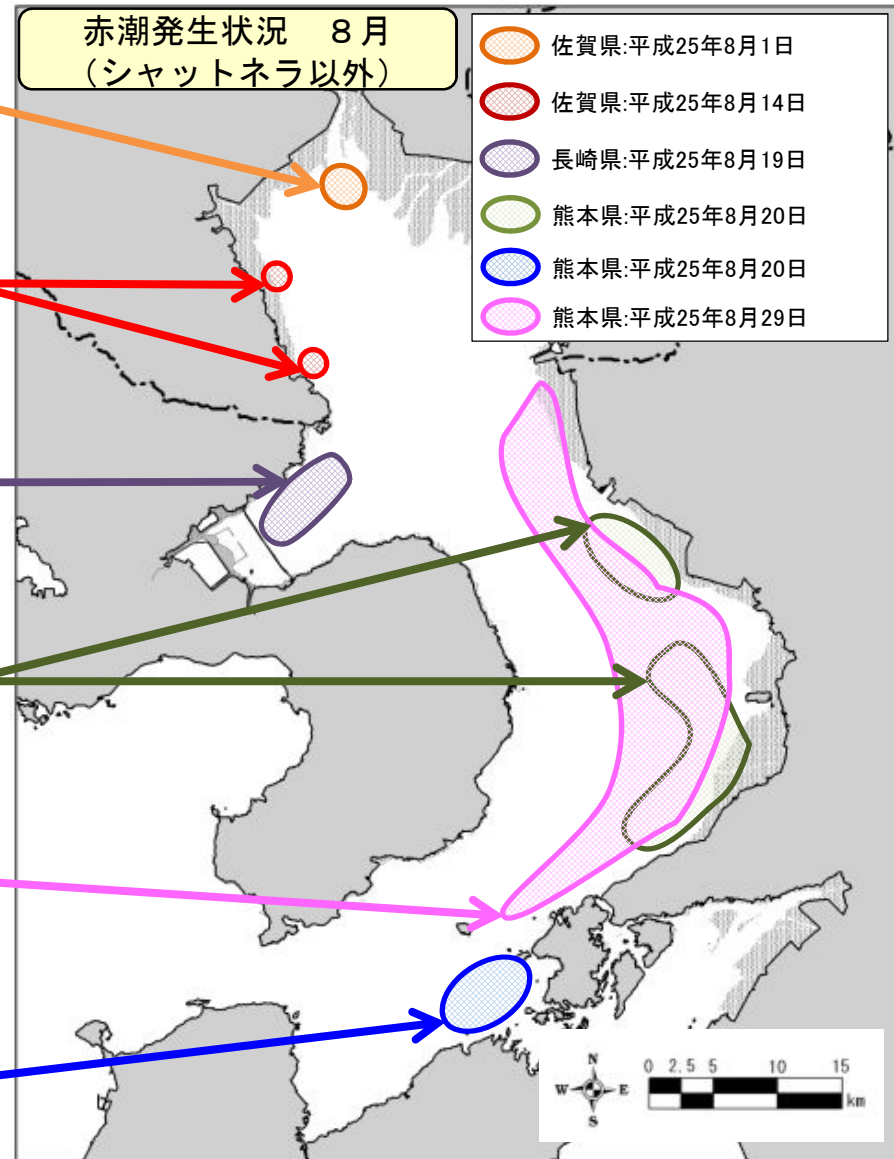 赤潮発生状況　８月
（シャットネラ以外）
佐賀県:平成25年8月1日
佐賀県:平成25年8月14日
長崎県:平成25年8月19日
熊本県:平成25年8月20日
熊本県:平成25年8月20日
熊本県:平成25年8月29日
N
W E
S
0 2.5 5 10 15
km